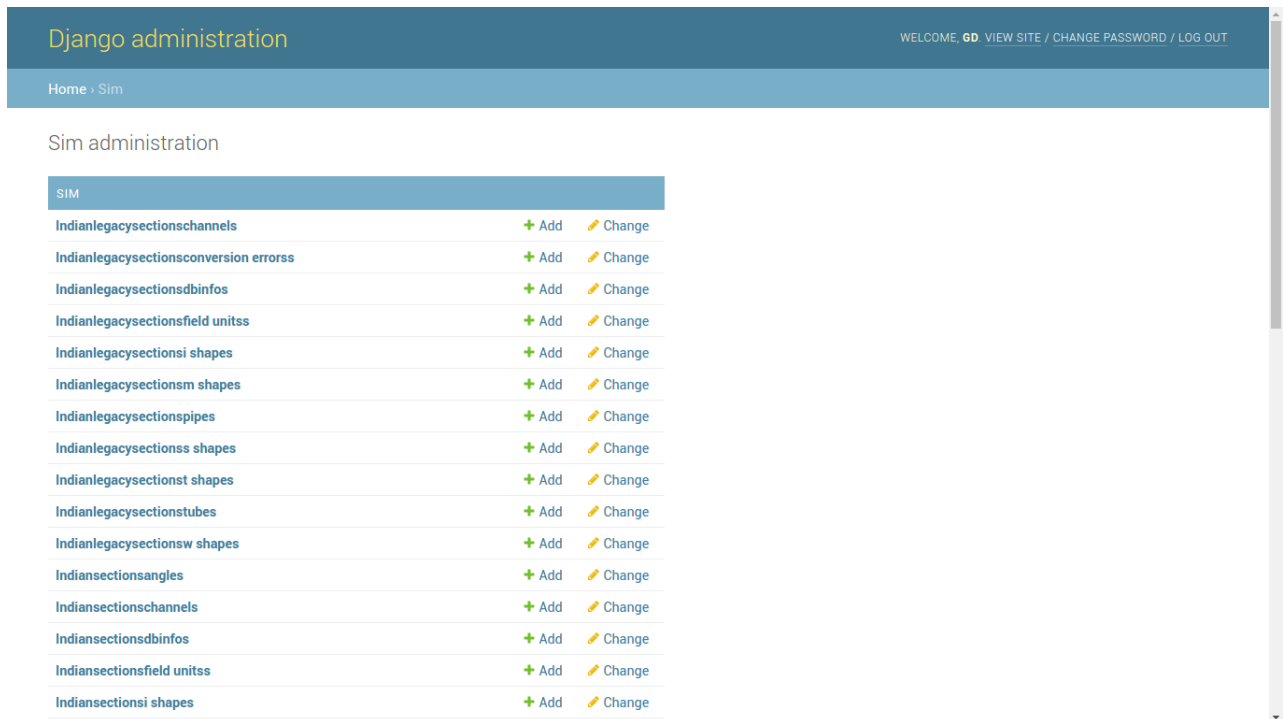 Django administration
WELCOME, GD. VIEW SITE / CHANGE PASSWORD / LOG OUT
Home › Sim
Sim administration
SIM
Indianlegacysectionschannels Add Change
Indianlegacysectionsconversion errorss Add Change
Indianlegacysectionsdbinfos Add Change
Indianlegacysectionsfield unitss Add Change
Indianlegacysectionsi shapes Add Change
Indianlegacysectionsm shapes Add Change
Indianlegacysectionspipes Add Change
Indianlegacysectionss shapes Add Change
Indianlegacysectionst shapes Add Change
Indianlegacysectionstubes Add Change
Indianlegacysectionsw shapes Add Change
Indiansectionsangles Add Change
Indiansectionschannels Add Change
Indiansectionsdbinfos Add Change
Indiansectionsfield unitss Add Change
Indiansectionsi shapes Add Change